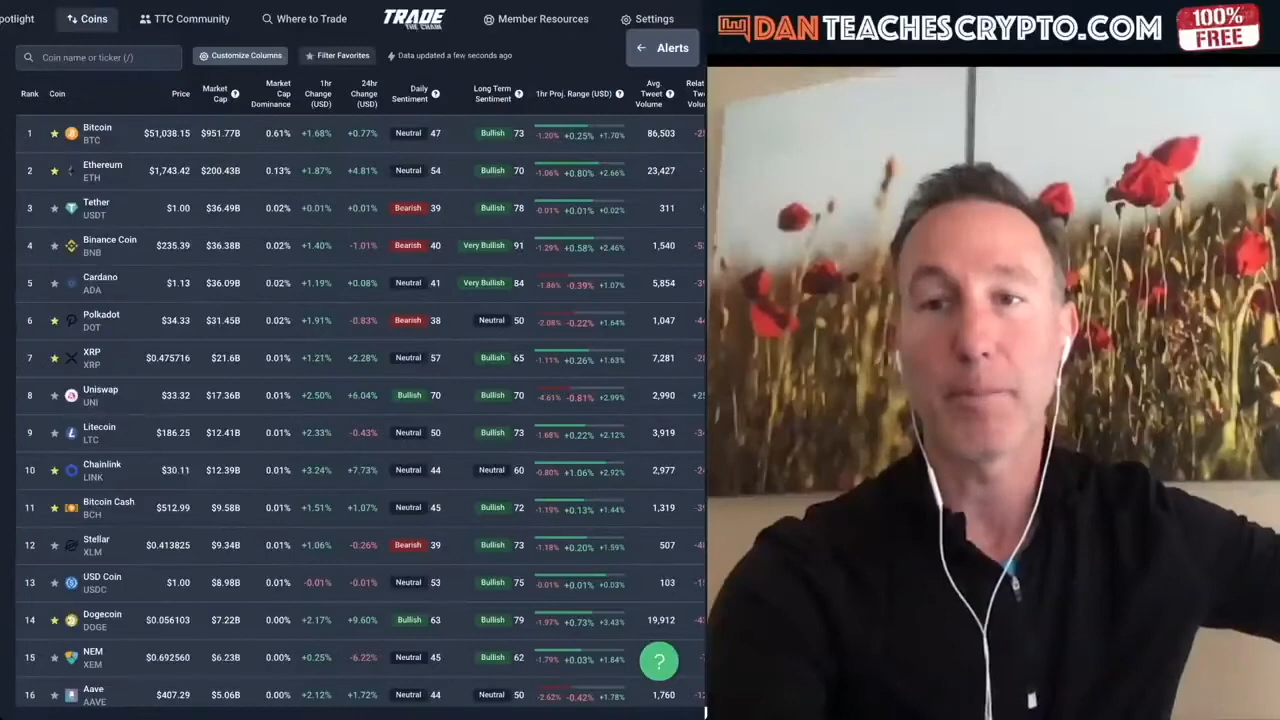 potlight Coins TTC Community Where to Trade TRADE THE CHAIN Member Resources Settings
DANTEACHESCRYPTO.COM 100% FREE
Coin name or ticker (/) Customize Columns Filter Favorites Data updated a few seconds ago Alerts
Rank Coin Price Market Cap ? Market Cap Dominance 1hr Change (USD) 24hr Change (USD) Daily Sentiment ? Long Term Sentiment ? 1hr Proj. Range (USD) ? Avg. Tweet Volume ?
1 Bitcoin BTC $51,038.15 $951.77B 0.61% +1.68% +0.77% Neutral 47 Bullish 73 -1.20% +0.25% +1.70% 86,503
2 Ethereum ETH $1,743.42 $200.43B 0.13% +1.87% +4.81% Neutral 54 Bullish 70 -1.06% +0.80% +2.66% 23,427
3 Tether USDT $1.00 $36.49B 0.02% +0.01% +0.01% Bearish 39 Bullish 78 -0.01% +0.01% +0.02% 311
4 Binance Coin BNB $235.39 $36.38B 0.02% +1.40% -1.01% Bearish 40 Very Bullish 91 -1.29% +0.58% +2.46% 1,540
5 Cardano ADA $1.13 $36.09B 0.02% +1.19% +0.08% Neutral 41 Very Bullish 84 -1.86% -0.39% +1.07% 5,854
6 Polkadot DOT $34.33 $31.45B 0.02% +1.91% -0.83% Bearish 38 Neutral 50 -2.08% -0.22% +1.64% 1,047
7 XRP XRP $0.475716 $21.6B 0.01% +1.21% +2.28% Neutral 57 Bullish 65 -1.11% +0.26% +1.63% 7,281
8 Uniswap UNI $33.32 $17.36B 0.01% +2.50% +6.04% Bullish 70 Bullish 70 -4.61% -0.81% +2.99% 2,990
9 Litecoin LTC $186.25 $12.41B 0.01% +2.33% -0.43% Neutral 50 Bullish 73 -1.68% +0.22% +2.12% 3,919
10 Chainlink LINK $30.11 $12.39B 0.01% +3.24% +7.73% Neutral 44 Neutral 60 -0.80% +1.06% +2.92% 2,977
11 Bitcoin Cash BCH $512.99 $9.58B 0.01% +1.51% +1.07% Neutral 45 Bullish 72 -1.19% +0.13% +1.44% 1,319
12 Stellar XLM $0.413825 $9.34B 0.01% +1.06% -0.26% Bearish 39 Bullish 73 -1.18% +0.20% +1.59% 507
13 USD Coin USDC $1.00 $8.98B 0.01% -0.01% -0.01% Neutral 53 Bullish 75 -0.01% +0.01% +0.03% 103
14 Dogecoin DOGE $0.056103 $7.22B 0.00% +2.17% +9.60% Bullish 63 Bullish 79 -1.97% +0.73% +3.43% 19,912
15 NEM XEM $0.692560 $6.23B 0.00% +0.25% -6.22% Neutral 45 Bullish 62 -1.79% +0.03% +1.84% ?
16 Aave AAVE $407.29 $5.06B 0.00% +2.12% +1.72% Neutral 44 Neutral 50 -2.62% -0.42% +1.78% 1,760